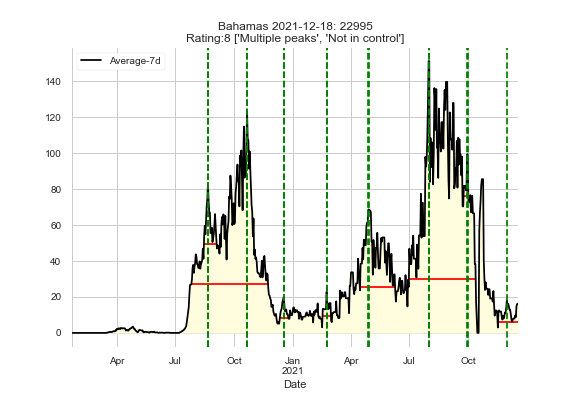 Bahamas 2021-12-18: 22995
Rating:8 ['Multiple peaks', 'Not in control']
Average-7d
140
120
100
80
60
40
20
0
Apr Jul Oct Jan Apr Jul Oct
2021
Date